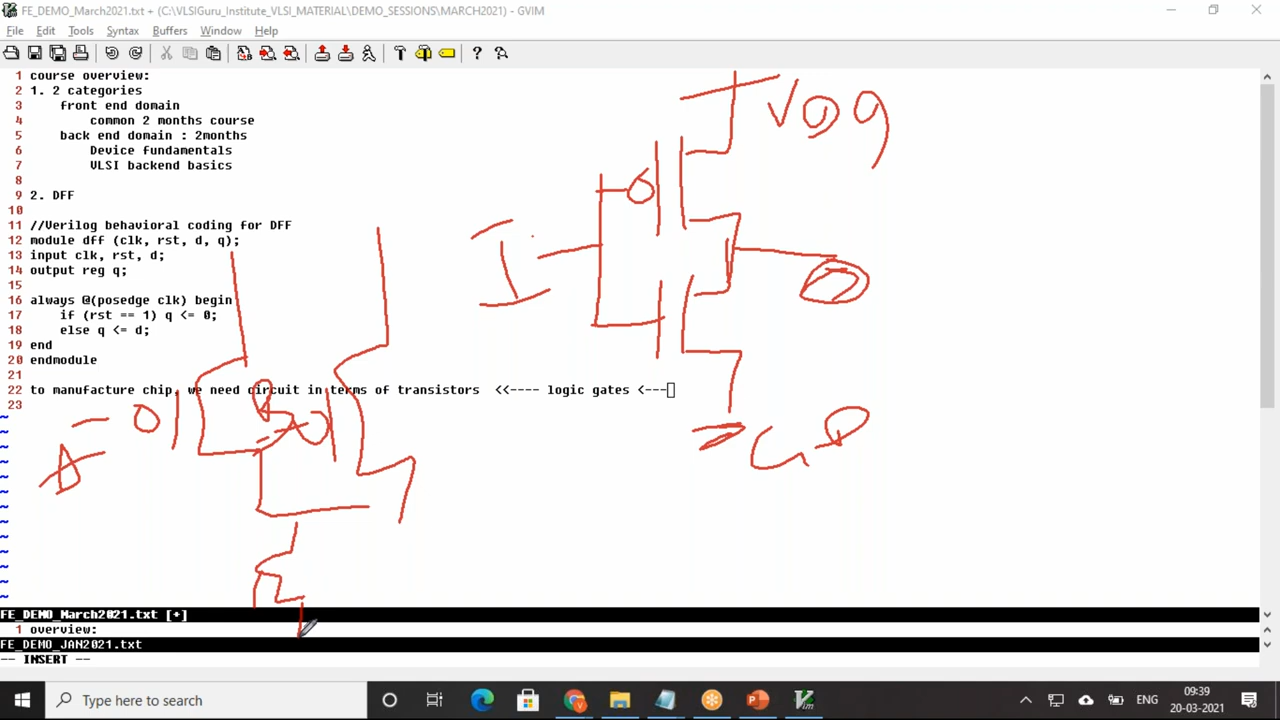 FE_DEMO_March2021.txt + (C:\VLSIGuru_Institute_VLSI_MATERIAL\DEMO_SESSIONS\MARCH2021) - GVIM
File Edit Tools Syntax Buffers Window Help
1 course overview:
2 1. 2 categories
3 front end domain
4 common 2 months course
5 back end domain : 2months
6 Device fundamentals
7 VLSI backend basics
8
9 2. DFF
10
11 //Verilog behavioral coding for DFF
12 module dff (clk, rst, d, q);
13 input clk, rst, d;
14 output reg q;
15
16 always @(posedge clk) begin
17 if (rst == 1) q <= 0;
18 else q <= d;
19 end
20 endmodule
21
22 to manufacture chip, we need circuit in terms of transistors <<---- logic gates <---
23
~
~
~
~
~
~
~
~
~
~
~
~
~
I
A
B
FE_DEMO_March2021.txt [+]
1 overview:
FE_DEMO_JAN2021.txt
-- INSERT --
Type here to search
ENG
09:39
20-03-2021